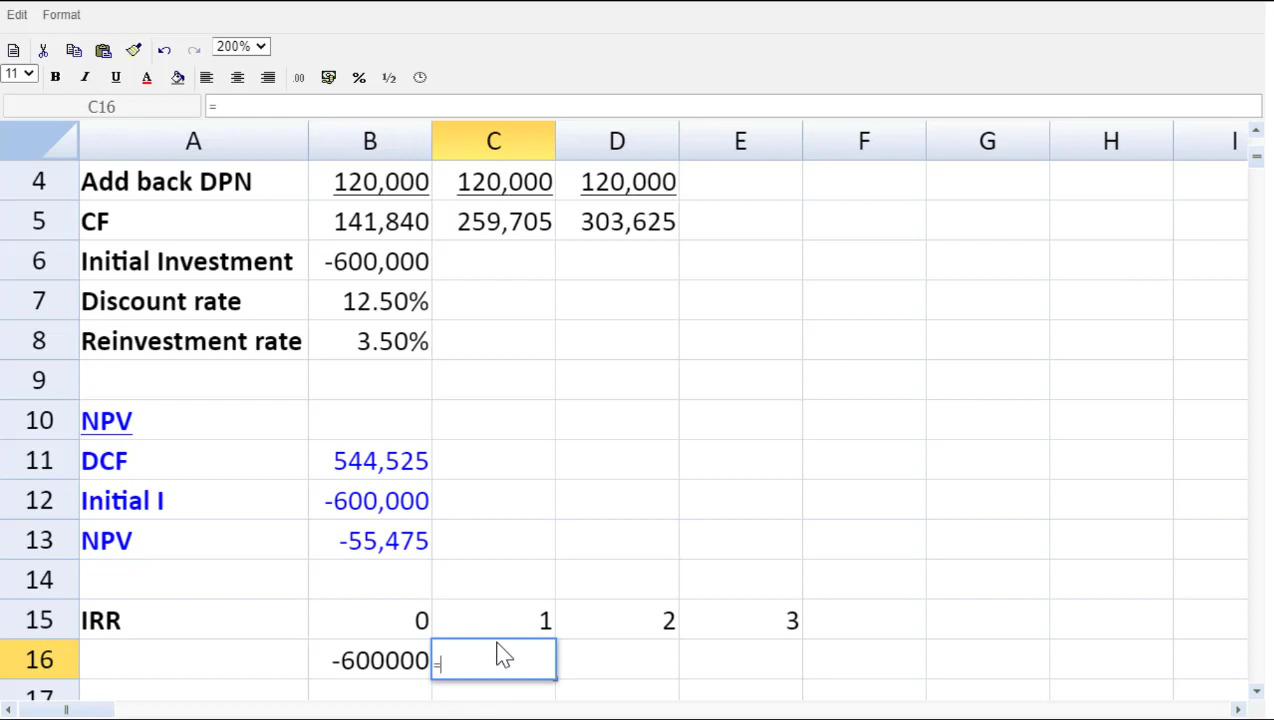 Edit Format
200%
11 B I U A .00 % ½
C16 =
A B C D E F G H I
4 Add back DPN 120,000 120,000 120,000
5 CF 141,840 259,705 303,625
6 Initial Investment -600,000
7 Discount rate 12.50%
8 Reinvestment rate 3.50%
9
10 NPV
11 DCF 544,525
12 Initial I -600,000
13 NPV -55,475
14
15 IRR 0 1 2 3
16 -600000 =
17